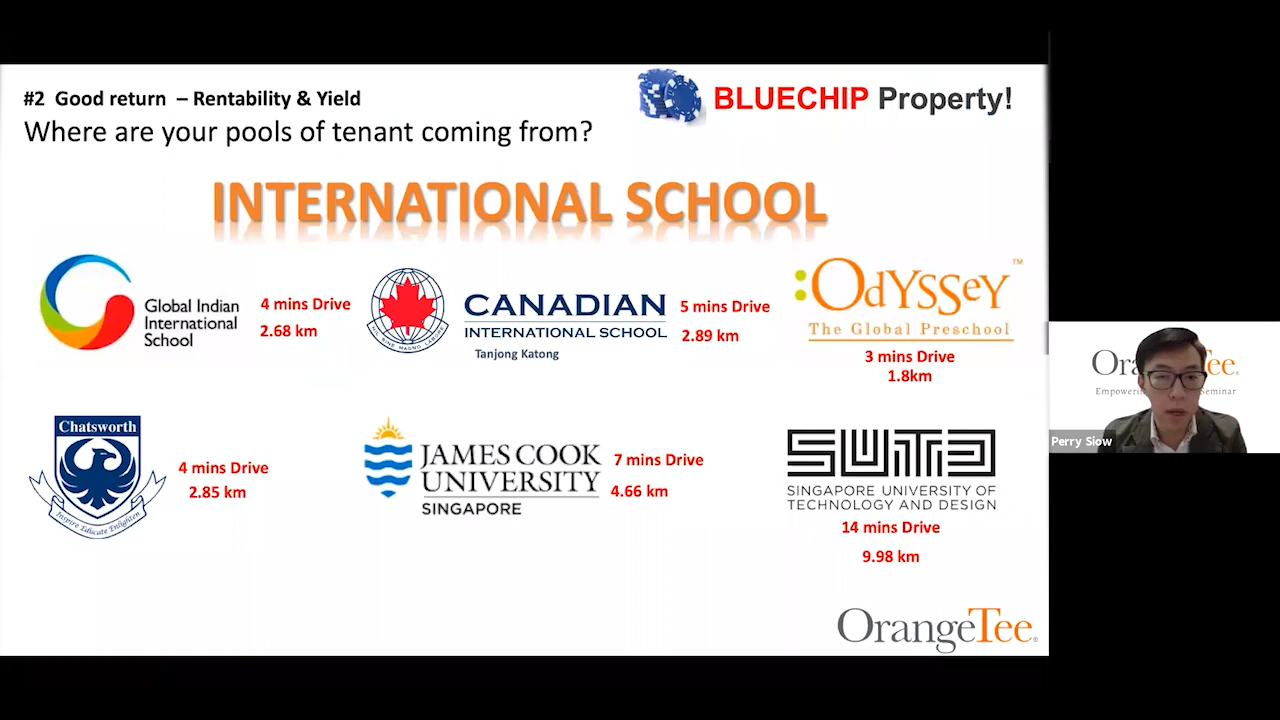 #2 Good return – Rentability & Yield
BLUECHIP Property!
Where are your pools of tenant coming from?
INTERNATIONAL SCHOOL
Global Indian
International
School
4 mins Drive
2.68 km
CANADIAN
INTERNATIONAL SCHOOL
Tanjong Katong
5 mins Drive
2.89 km
OdYSSeY™
The Global Preschool
3 mins Drive
1.8km
Chatsworth
Inspire Educate Enlighten
4 mins Drive
2.85 km
JAMES COOK
UNIVERSITY
SINGAPORE
7 mins Drive
4.66 km
SUTD
SINGAPORE UNIVERSITY OF
TECHNOLOGY AND DESIGN
14 mins Drive
9.98 km
OrangeTee®
Perry Siow